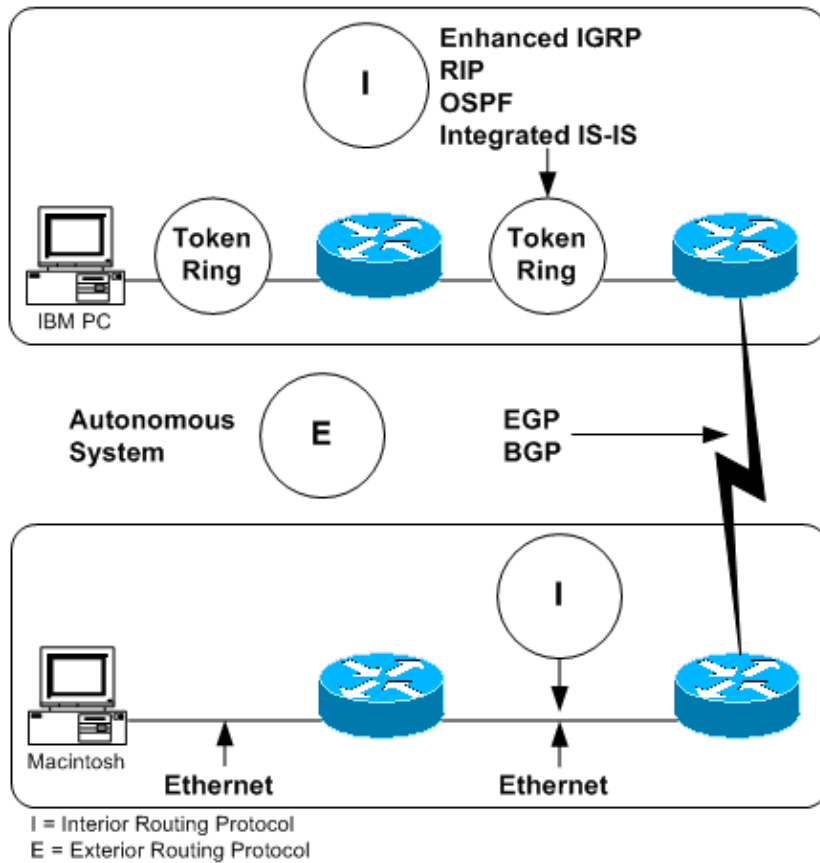 I
Enhanced IGRP
RIP
OSPF
Integrated IS-IS
Token
Ring
Token
Ring
IBM PC
Autonomous
System
E
EGP
BGP
I
Macintosh
Ethernet
Ethernet
I = Interior Routing Protocol
E = Exterior Routing Protocol